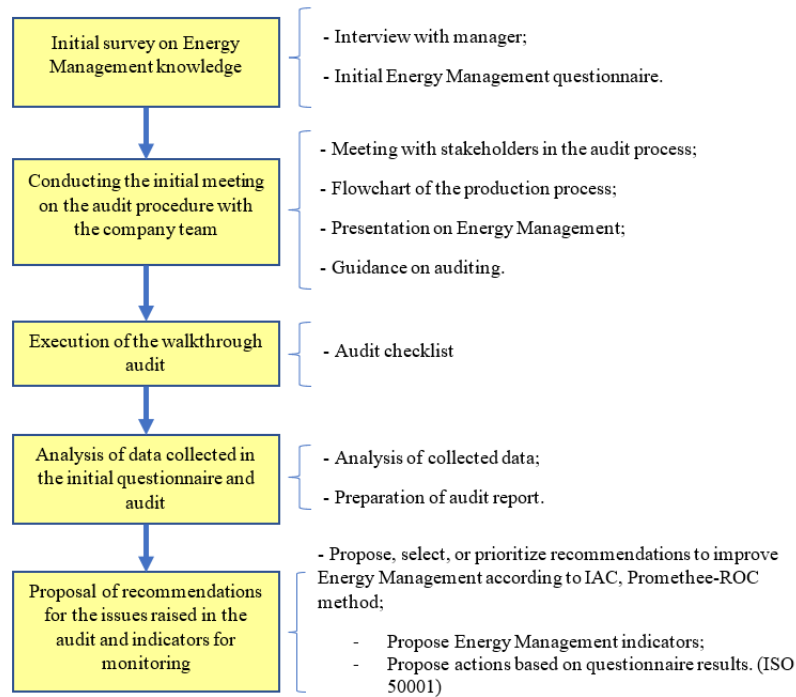 Initial survey on Energy
Management knowledge
- Interview with manager;
- Initial Energy Management questionnaire.
Conducting the initial meeting
on the audit procedure with
the company team
- Meeting with stakeholders in the audit process;
- Flowchart of the production process;
- Presentation on Energy Management;
- Guidance on auditing.
Execution of the walkthrough
audit
- Audit checklist
Analysis of data collected in
the initial questionnaire and
audit
- Analysis of collected data;
- Preparation of audit report.
Proposal of recommendations
for the issues raised in the
audit and indicators for
monitoring
- Propose, select, or prioritize recommendations to improve
Energy Management according to IAC, Promethee-ROC
method;
- Propose Energy Management indicators;
- Propose actions based on questionnaire results. (ISO
50001)